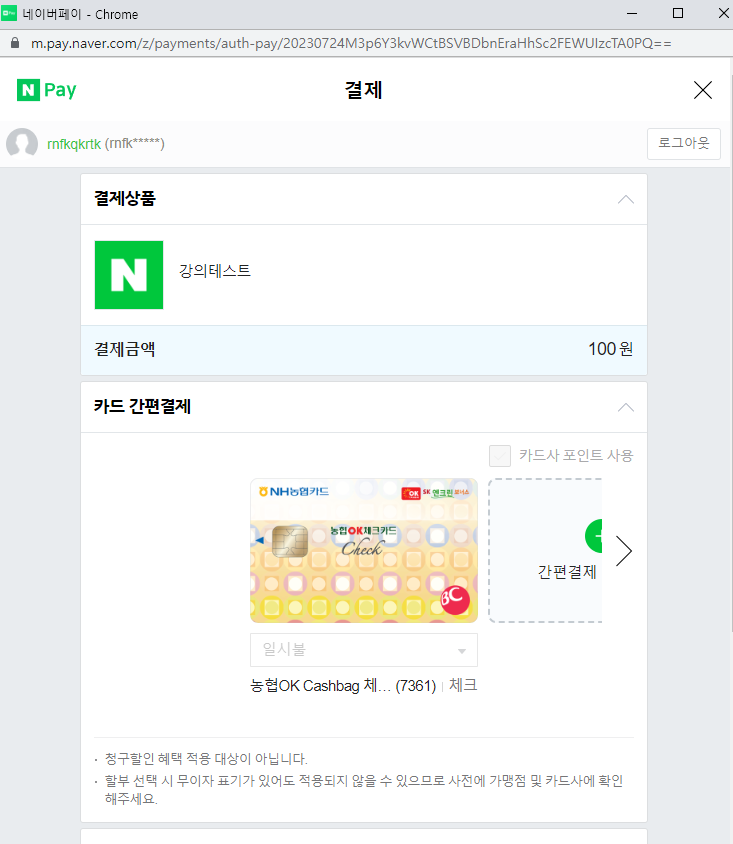 네이버페이 - Chrome
m.pay.naver.com/z/payments/auth-pay/20230724M3p6Y3kvWCtBSVBDbnEraHhSc2FEWUIzcTA0PQ==
N Pay
결제
rnfkqkrtk (rnfk*****)
로그아웃
결제상품
N
강의테스트
결제금액
100원
카드 간편결제
카드사 포인트 사용
NH농협카드
OK SK 엔크린 보너스
농협OK체크카드
Check
BC
간편결제
일시불
농협OK Cashbag 체... (7361) 체크
· 청구할인 혜택 적용 대상이 아닙니다.
· 할부 선택 시 무이자 표기가 있어도 적용되지 않을 수 있으므로 사전에 가맹점 및 카드사에 확인
해주세요.